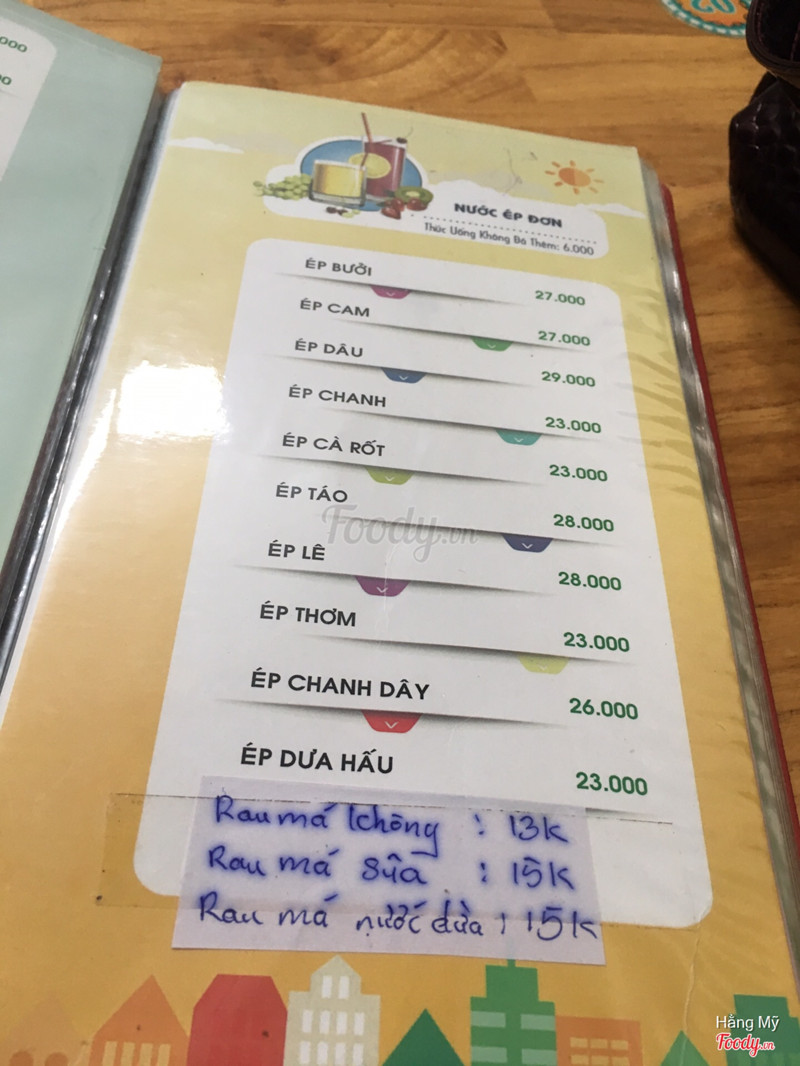 .000
00
NƯỚC ÉP ĐƠN
Thức Uống Không Đá Thêm: 6.000
ÉP BƯỞI 27.000
ÉP CAM 27.000
ÉP DÂU 29.000
ÉP CHANH 23.000
ÉP CÀ RỐT 23.000
ÉP TÁO 28.000
ÉP LÊ 28.000
ÉP THƠM 23.000
ÉP CHANH DÂY 26.000
ÉP DƯA HẤU 23.000
Rau má không : 13k
Rau má sữa : 15k
Rau má nước dừa : 15k
Foody.vn
Hằng Mỹ
Foody.vn